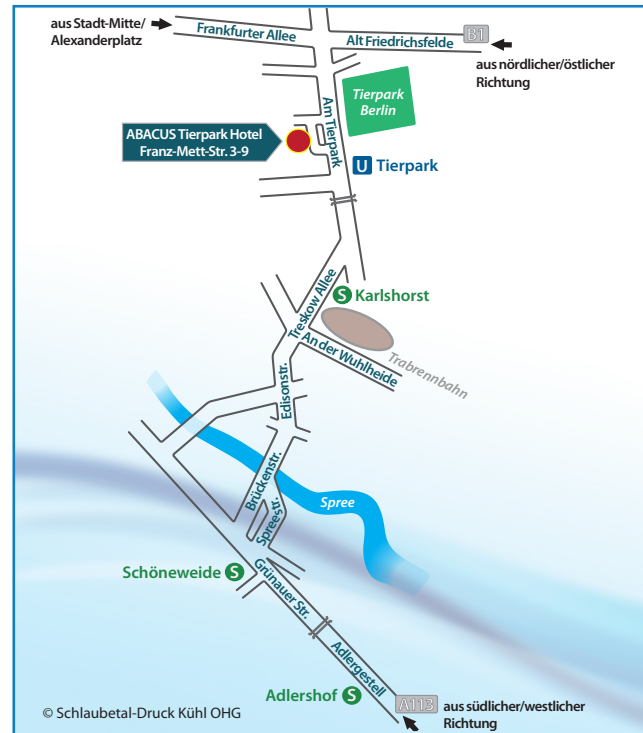 aus Stadt-Mitte/
Alexanderplatz
Frankfurter Allee
Alt Friedrichsfelde
B1
aus nördlicher/östlicher
Richtung
Tierpark
Berlin
Am Tierpark
ABACUS Tierpark Hotel
Franz-Mett-Str. 3-9
U Tierpark
S Karlshorst
Treskow Allee
An der Wuhlheide
Trabrennbahn
Edisonstr.
Brückenstr.
Spree
Spreestr.
Schöneweide S
Grünauer Str.
Adlergestell
Adlershof S
A113
aus südlicher/westlicher
Richtung
© Schlaubetal-Druck Kühl OHG